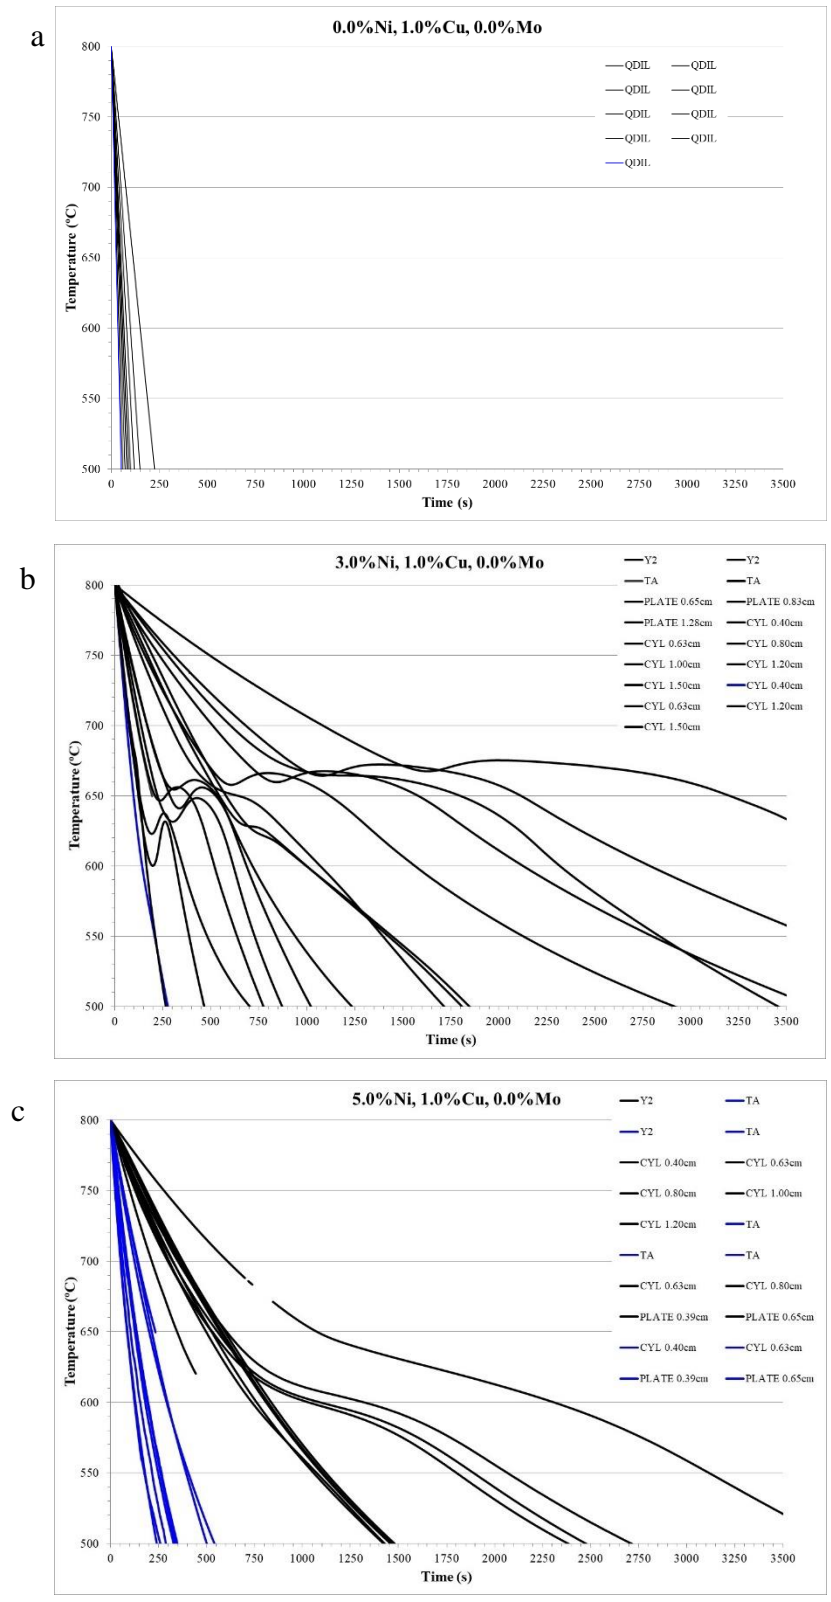 a
0.0%Ni, 1.0%Cu, 0.0%Mo
QDIL QDIL
QDIL QDIL
QDIL QDIL
QDIL QDIL
QDIL
Temperature (°C)
800
750
700
650
600
550
500
0 250 500 750 1000 1250 1500 1750 2000 2250 2500 2750 3000 3250 3500
Time (s)
b
3.0%Ni, 1.0%Cu, 0.0%Mo
Y2 Y2
TA TA
PLATE 0.65cm PLATE 0.83cm
PLATE 1.28cm CYL 0.40cm
CYL 0.63cm CYL 0.80cm
CYL 1.00cm CYL 1.20cm
CYL 1.50cm CYL 0.40cm
CYL 0.63cm CYL 1.20cm
CYL 1.50cm
Temperature (°C)
800
750
700
650
600
550
500
0 250 500 750 1000 1250 1500 1750 2000 2250 2500 2750 3000 3250 3500
Time (s)
c
5.0%Ni, 1.0%Cu, 0.0%Mo
Y2 TA
Y2 TA
CYL 0.40cm CYL 0.63cm
CYL 0.80cm CYL 1.00cm
CYL 1.20cm TA
TA TA
CYL 0.63cm CYL 0.80cm
PLATE 0.39cm PLATE 0.65cm
CYL 0.40cm CYL 0.63cm
PLATE 0.39cm PLATE 0.65cm
Temperature (°C)
800
750
700
650
600
550
500
0 250 500 750 1000 1250 1500 1750 2000 2250 2500 2750 3000 3250 3500
Time (s)